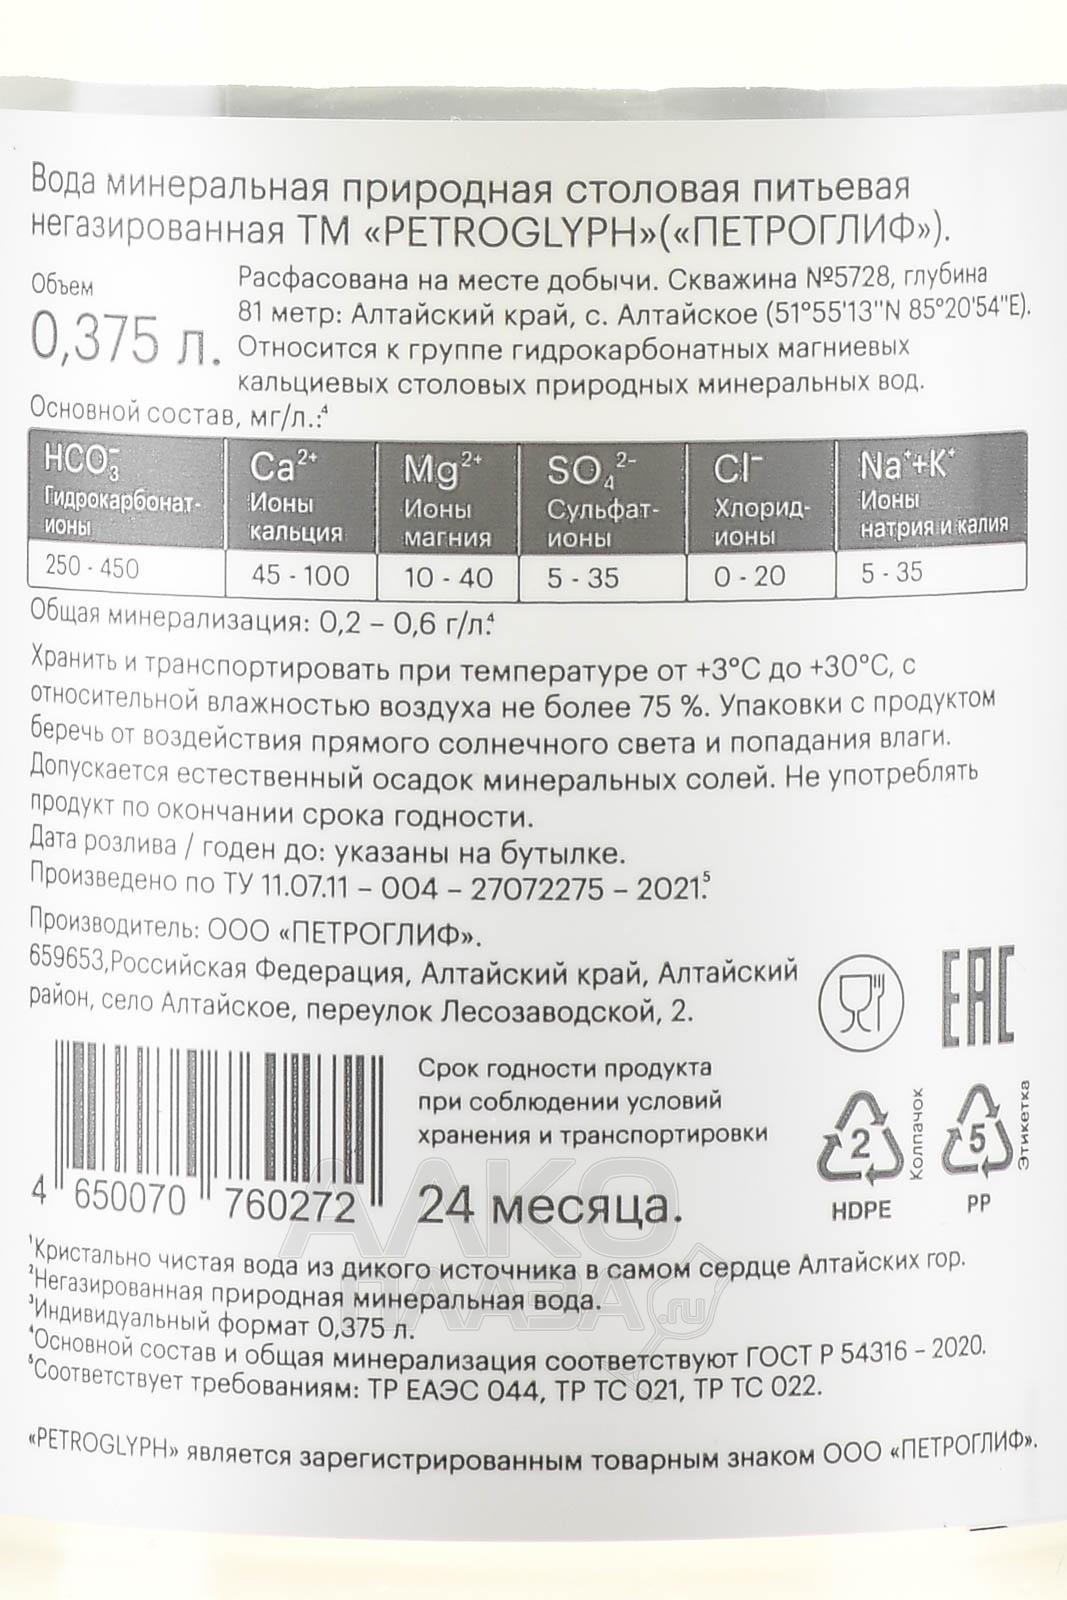 Вода минеральная природная столовая питьевая
негазированная ТМ «PETROGLYPH»(«ПЕТРОГЛИФ»).
Объем
0,375 л.
Расфасована на месте добычи. Скважина №5728, глубина
81 метр: Алтайский край, с. Алтайское (51°55'13''N 85°20'54''E).
Относится к группе гидрокарбонатных магниевых
кальциевых столовых природных минеральных вод.
Основной состав, мг/л.:⁴
HCO₃⁻ Ca²⁺ Mg²⁺ SO₄²⁻ Cl⁻ Na⁺+K⁺
Гидрокарбонат- Ионы Ионы Сульфат- Хлорид- Ионы
ионы кальция магния ионы ионы натрия и калия
250 - 450 45 - 100 10 - 40 5 - 35 0 - 20 5 - 35
Общая минерализация: 0,2 – 0,6 г/л.⁴
Хранить и транспортировать при температуре от +3°С до +30°С, с
относительной влажностью воздуха не более 75 %. Упаковки с продуктом
беречь от воздействия прямого солнечного света и попадания влаги.
Допускается естественный осадок минеральных солей. Не употреблять
продукт по окончании срока годности.
Дата розлива / годен до: указаны на бутылке.
Произведено по ТУ 11.07.11 – 004 – 27072275 – 2021.⁵
Производитель: ООО «ПЕТРОГЛИФ».
659653,Российская Федерация, Алтайский край, Алтайский
район, село Алтайское, переулок Лесозаводской, 2.
EAC
Срок годности продукта
при соблюдении условий
хранения и транспортировки
24 месяца.
2
HDPE
Колпачок
5
PP
Этикетка
4 650070 760272
¹Кристально чистая вода из дикого источника в самом сердце Алтайских гор.
²Негазированная природная минеральная вода.
³Индивидуальный формат 0,375 л.
⁴Основной состав и общая минерализация соответствуют ГОСТ Р 54316 – 2020.
⁵Соответствует требованиям: ТР ЕАЭС 044, ТР ТС 021, ТР ТС 022.
«PETROGLYPH» является зарегистрированным товарным знаком ООО «ПЕТРОГЛИФ».
АЛКО
ПЛАЗА
.ru